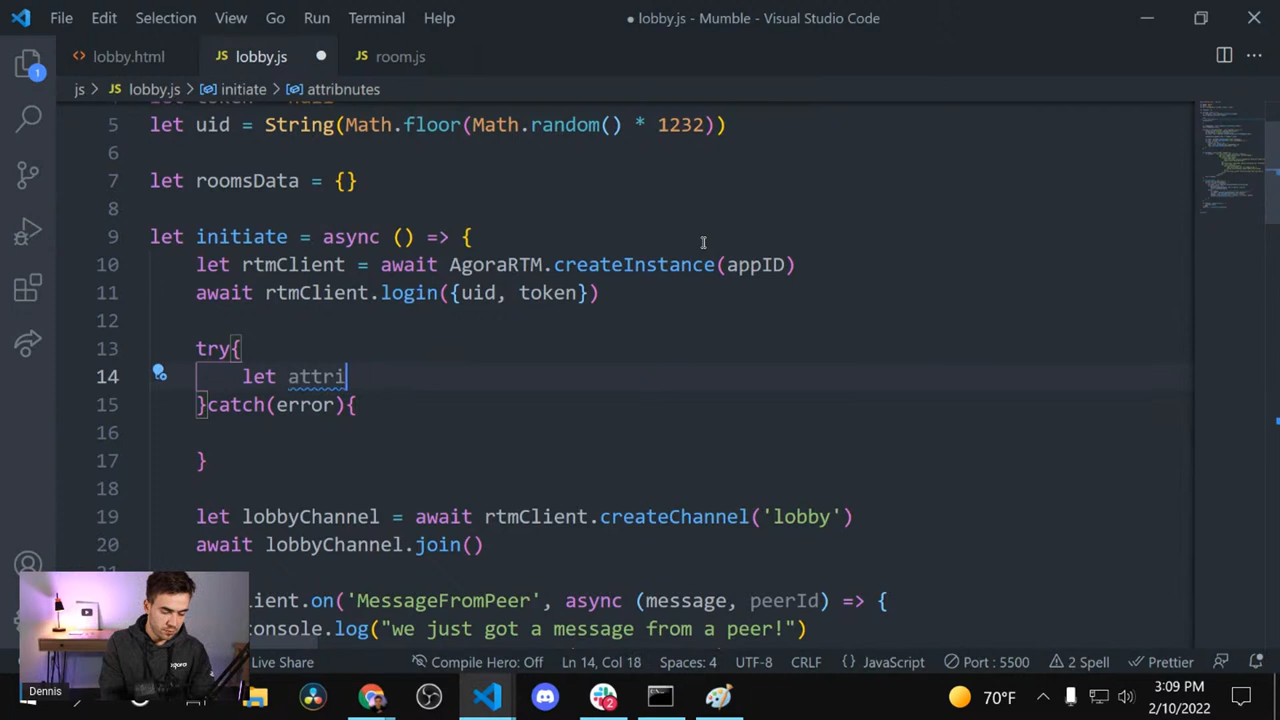 File Edit Selection View Go Run Terminal Help
● lobby.js - Mumble - Visual Studio Code
<> lobby.html JS lobby.js ● JS room.js
js > JS lobby.js > initiate > attribnutes
5 let uid = String(Math.floor(Math.random() * 1232))
6
7 let roomsData = {}
8
9 let initiate = async () => {
10 let rtmClient = await AgoraRTM.createInstance(appID)
11 await rtmClient.login({uid, token})
12
13 try{
14 let attri
15 }catch(error){
16
17 }
18
19 let lobbyChannel = await rtmClient.createChannel('lobby')
20 await lobbyChannel.join()
lient.on('MessageFromPeer', async (message, peerId) => {
console.log("we just got a message from a peer!")
1
Live Share Compile Hero: Off Ln 14, Col 18 Spaces: 4 UTF-8 CRLF {} JavaScript Port : 5500 2 Spell Prettier
agora
Dennis
2
70°F
3:09 PM
2/10/2022